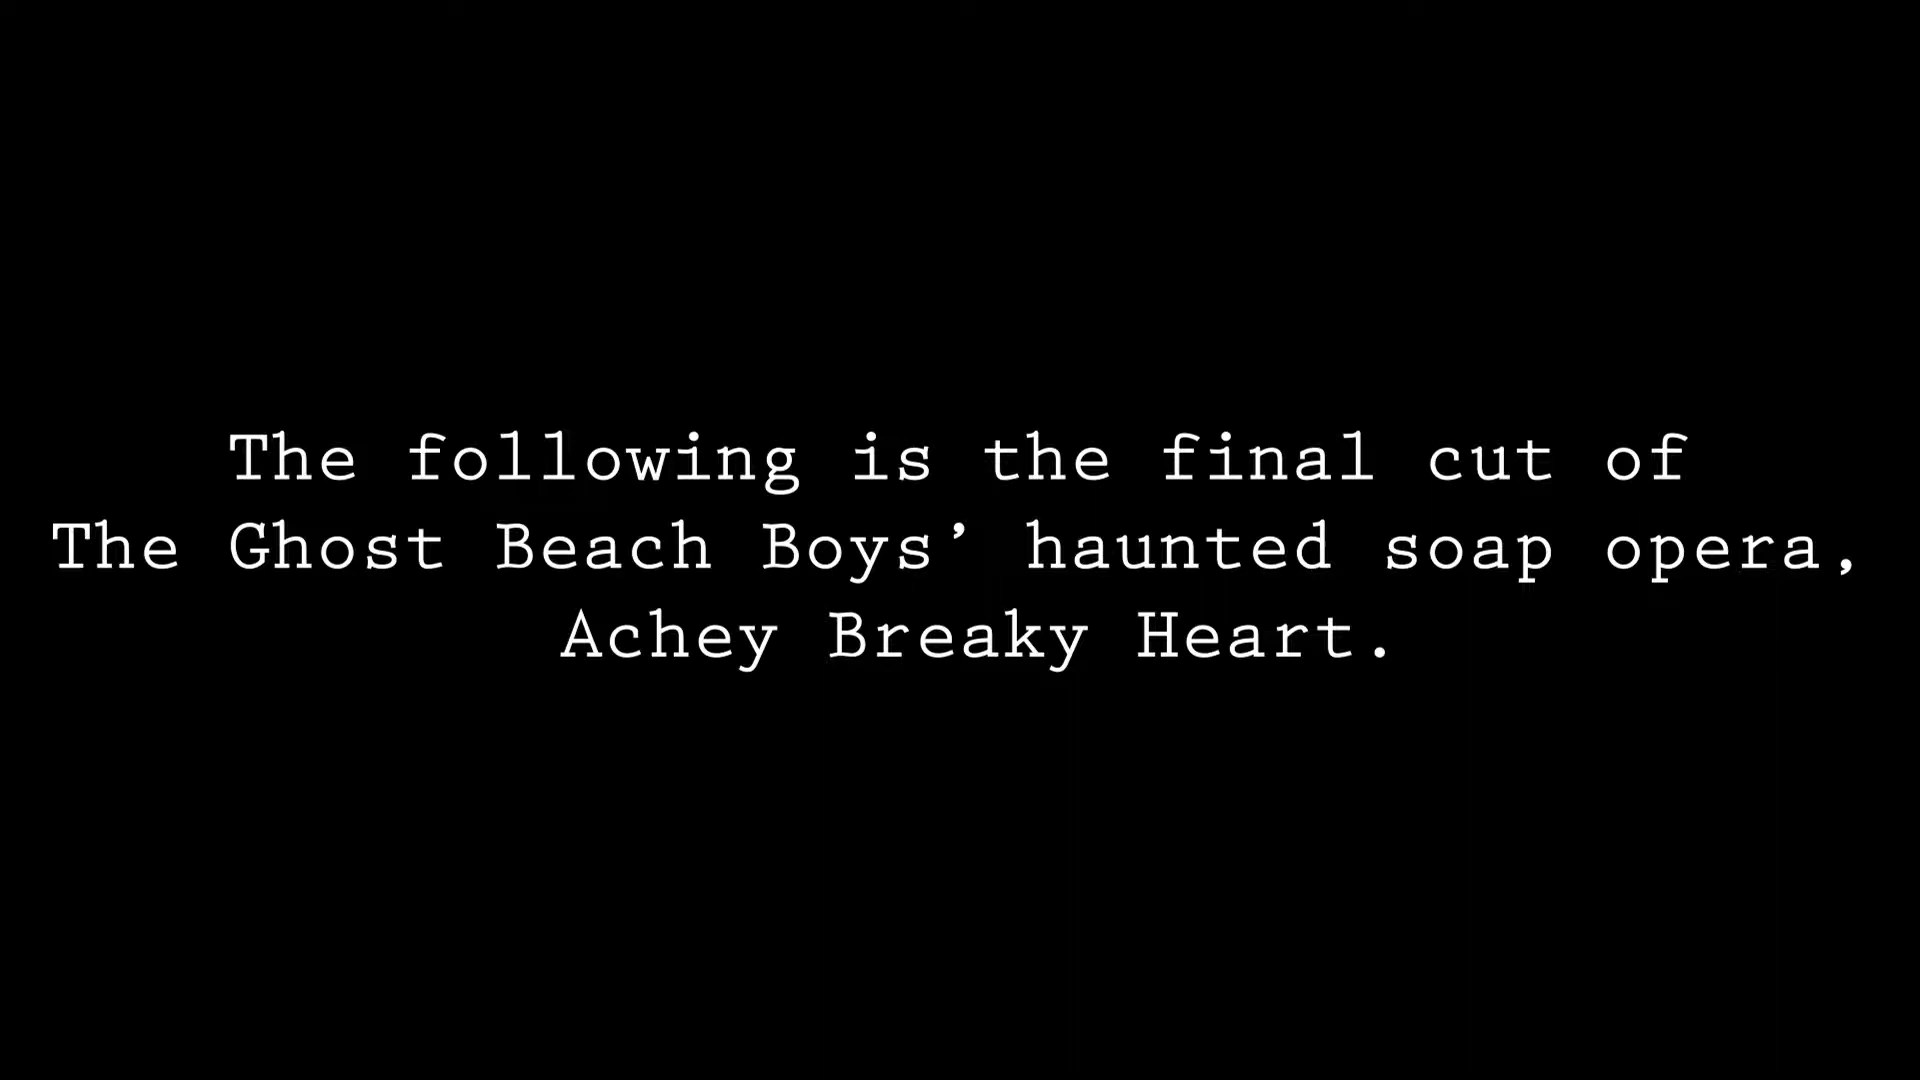 The following is the final cut of
The Ghost Beach Boys’ haunted soap opera,
Achey Breaky Heart.